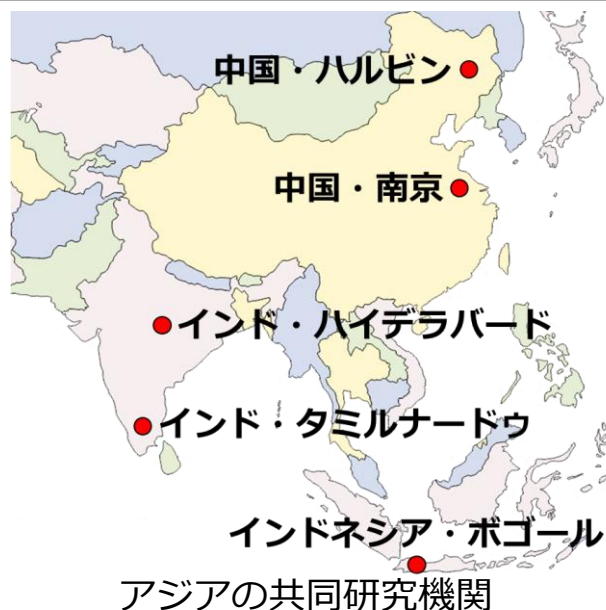 中国・ハルビン
中国・南京
インド・ハイデラバード
インド・タミルナードゥ
インドネシア・ボゴール
アジアの共同研究機関